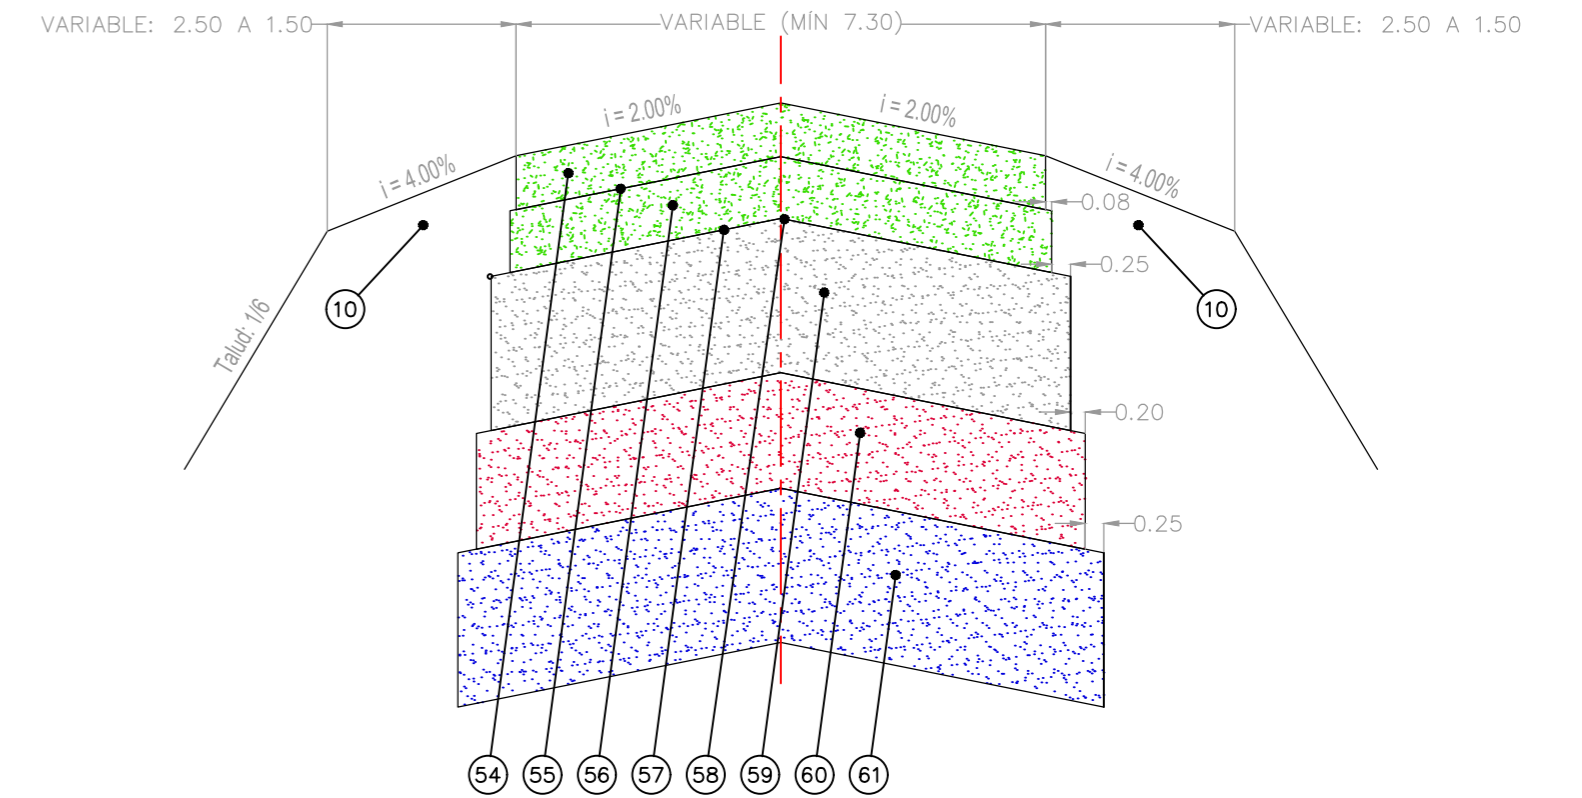 VARIABLE: 2.50 A 1.50
VARIABLE (MÍN 7.30)
VARIABLE: 2.50 A 1.50
i = 2.00%
i = 2.00%
i = 4.00%
i = 4.00%
0.08
0.25
10
10
Talud: 1/6
0.20
0.25
54
55
56
57
58
59
60
61